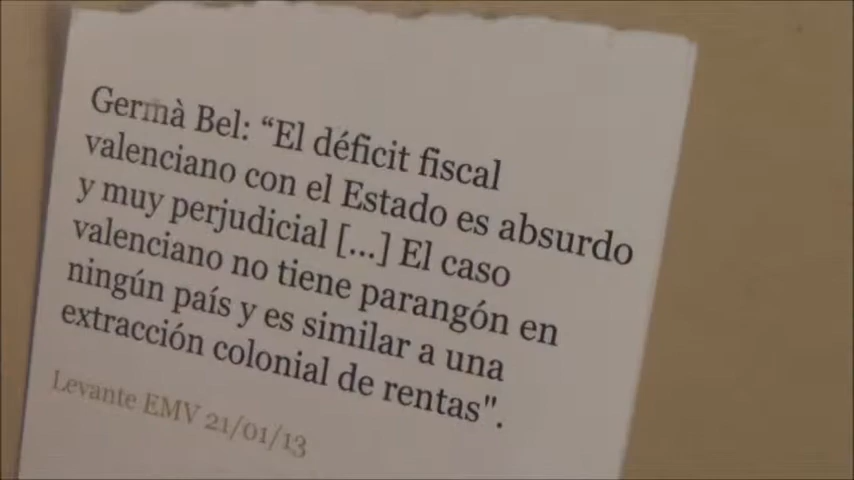 Germà Bel: “El déficit fiscal
valenciano con el Estado es absurdo
y muy perjudicial [...] El caso
valenciano no tiene parangón en
ningún país y es similar a una
extracción colonial de rentas".
Levante EMV 21/01/13